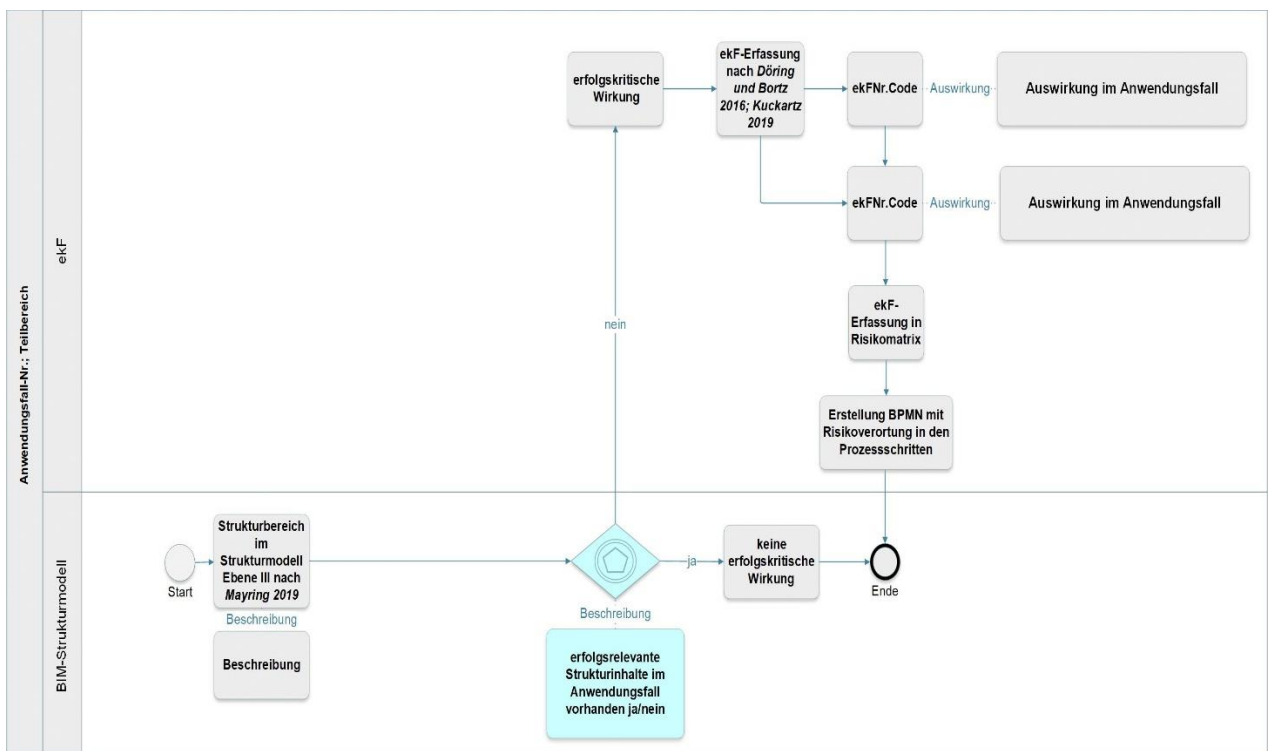 Anwendungsfall-Nr.; Teilbereich
ekF
erfolgskritische
Wirkung
ekF-Erfassung
nach Döring
und Bortz
2016; Kuckartz
2019
ekFNr.Code
Auswirkung
Auswirkung im Anwendungsfall
ekFNr.Code
Auswirkung
Auswirkung im Anwendungsfall
nein
ekF-
Erfassung in
Risikomatrix
Erstellung BPMN mit
Risikoverortung in den
Prozessschritten
BIM-Strukturmodell
Start
Strukturbereich
im
Strukturmodell
Ebene III nach
Mayring 2019
Beschreibung
Beschreibung
ja
keine
erfolgskritische
Wirkung
Ende
Beschreibung
erfolgsrelevante
Strukturinhalte im
Anwendungsfall
vorhanden ja/nein